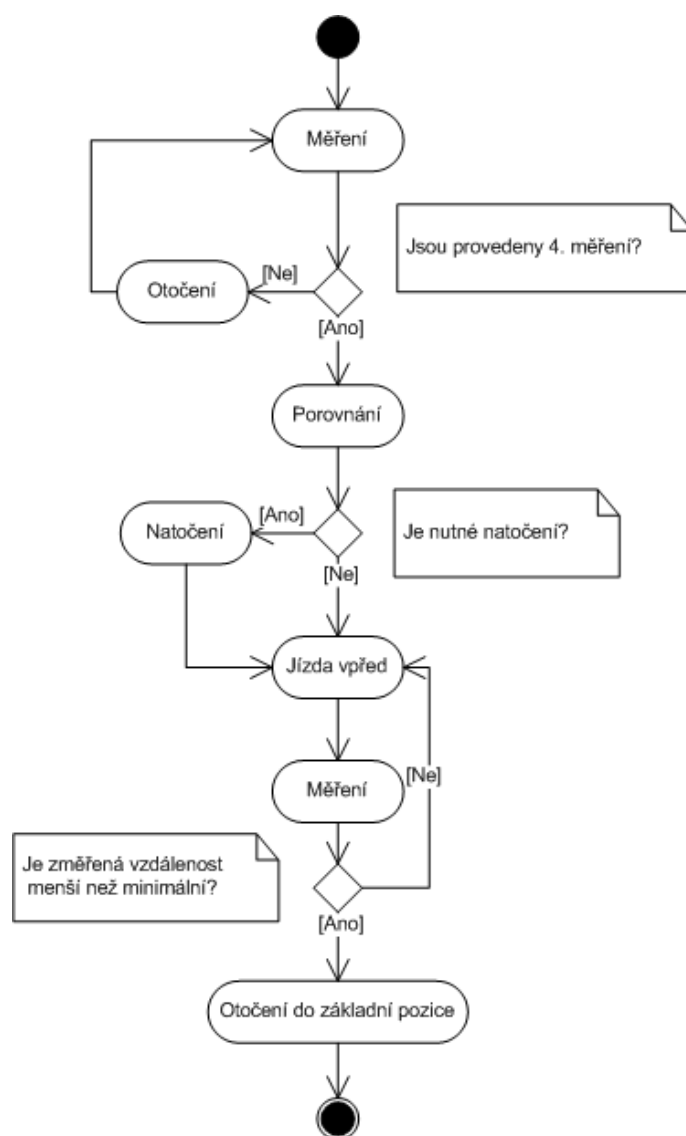 Měření
Jsou provedeny 4. měření?
[Ne]
Otočení
[Ano]
Porovnání
[Ano]
Natočení
Je nutné natočení?
[Ne]
Jízda vpřed
[Ne]
Měření
Je změřená vzdálenost
menší než minimální?
[Ano]
Otočení do základní pozice